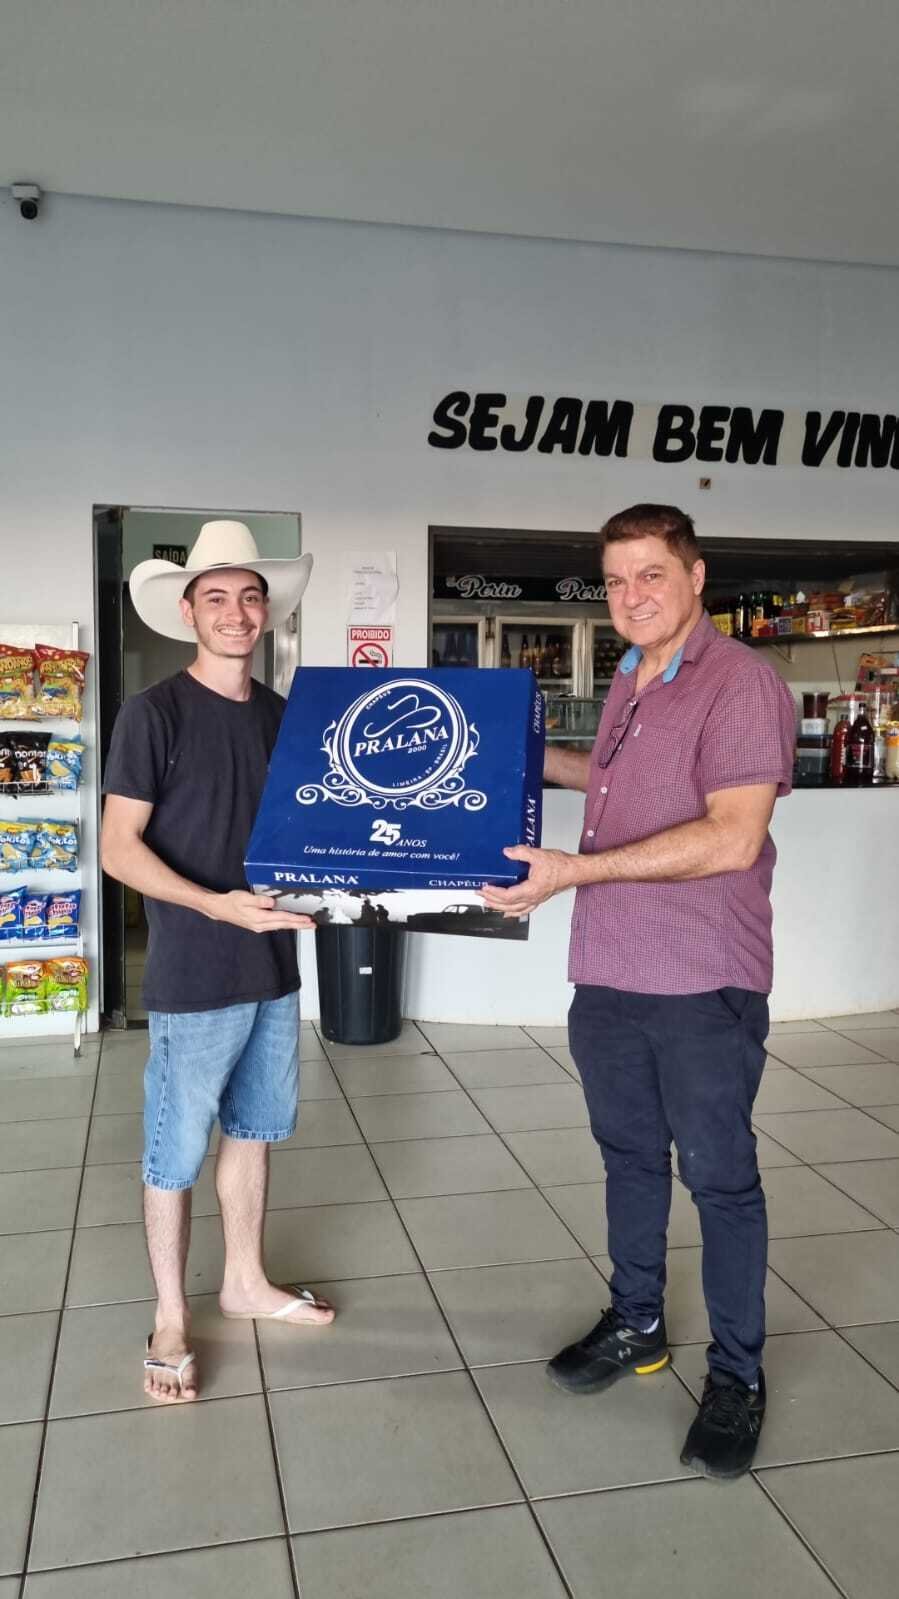 SEJAM BEM VIN
SAÍDA
PROIBIDO
Perin
Perin
CHAPÉUS
PRALANA
2000
LIMEIRA-SP-BRASIL
25 ANOS
Uma história de amor com você!
PRALANA
CHAPÉUS
CHAPÉUS
PRALANA